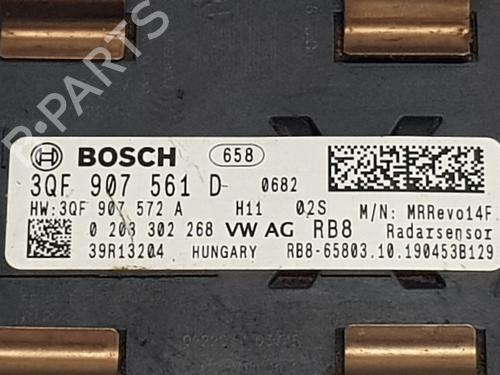 B-PARTS
BOSCH 658
3QF 907 561 D 0682
HW:3QF 907 572 A H11 02S M/N: MRRevo14F
0 203 302 268 VW AG RB8 Radarsensor
39R13204 HUNGARY RB8-65803.10.190453B129